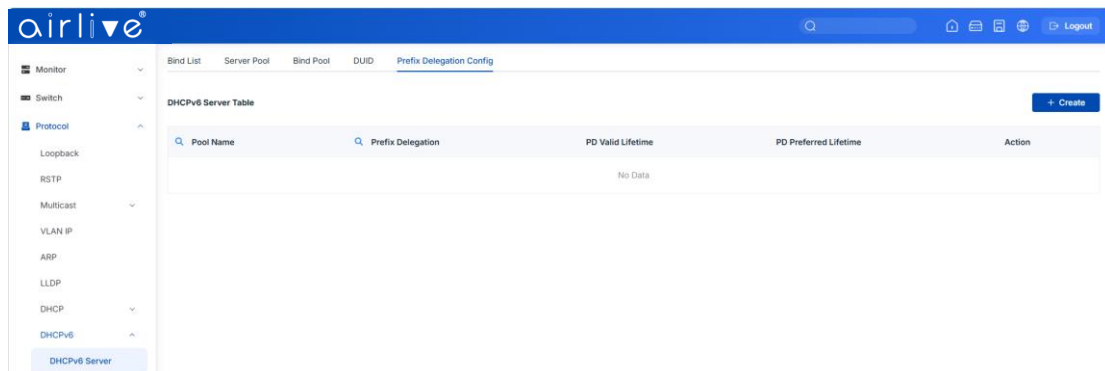 airlive®
Logout
Monitor
Switch
Protocol
Loopback
RSTP
Multicast
VLAN IP
ARP
LLDP
DHCP
DHCPv6
DHCPv6 Server
Bind List Server Pool Bind Pool DUID Prefix Delegation Config
DHCPv6 Server Table
+ Create
Pool Name Prefix Delegation PD Valid Lifetime PD Preferred Lifetime Action
No Data